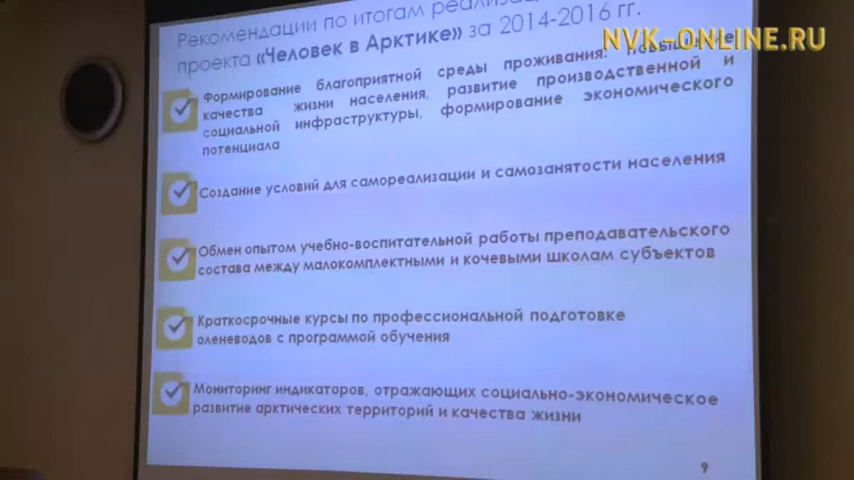 Рекомендации по итогам
проекта «Человек в Арктике» за 2014-2016 гг.
NVK-ONLINE.RU
Формирование благоприятной среды проживания:
качества жизни населения, развитие производственной и
социальной инфраструктуры, формирование экономического
потенциала
Создание условий для самореализации и самозанятости населения
Обмен опытом учебно-воспитательной работы преподавательского
состава между малокомплектными и кочевыми школам субъектов
Краткосрочные курсы по профессиональной подготовке
оленеводов с программой обучения
Мониторинг индикаторов, отражающих социально-экономическое
развитие арктических территорий и качества жизни
9